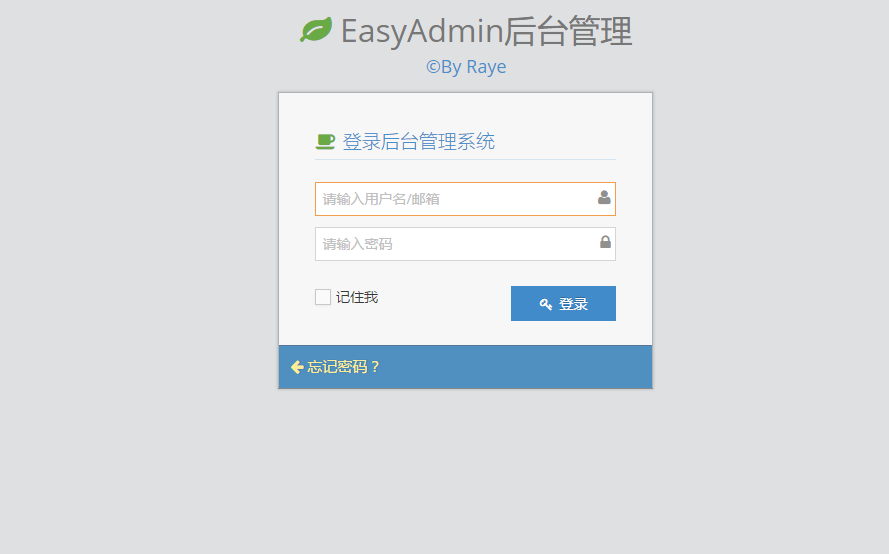 EasyAdmin后台管理
©By Raye
登录后台管理系统
请输入用户名/邮箱
请输入密码
记住我
登录
忘记密码？